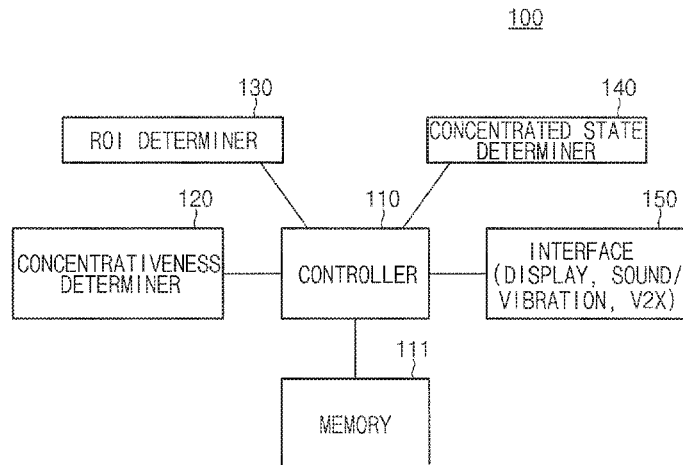 100
130
ROI DETERMINER
140
CONCENTRATED STATE
DETERMINER
120
CONCENTRATIVENESS
DETERMINER
110
CONTROLLER
150
INTERFACE
(DISPLAY, SOUND/
VIBRATION, V2X)
111
MEMORY